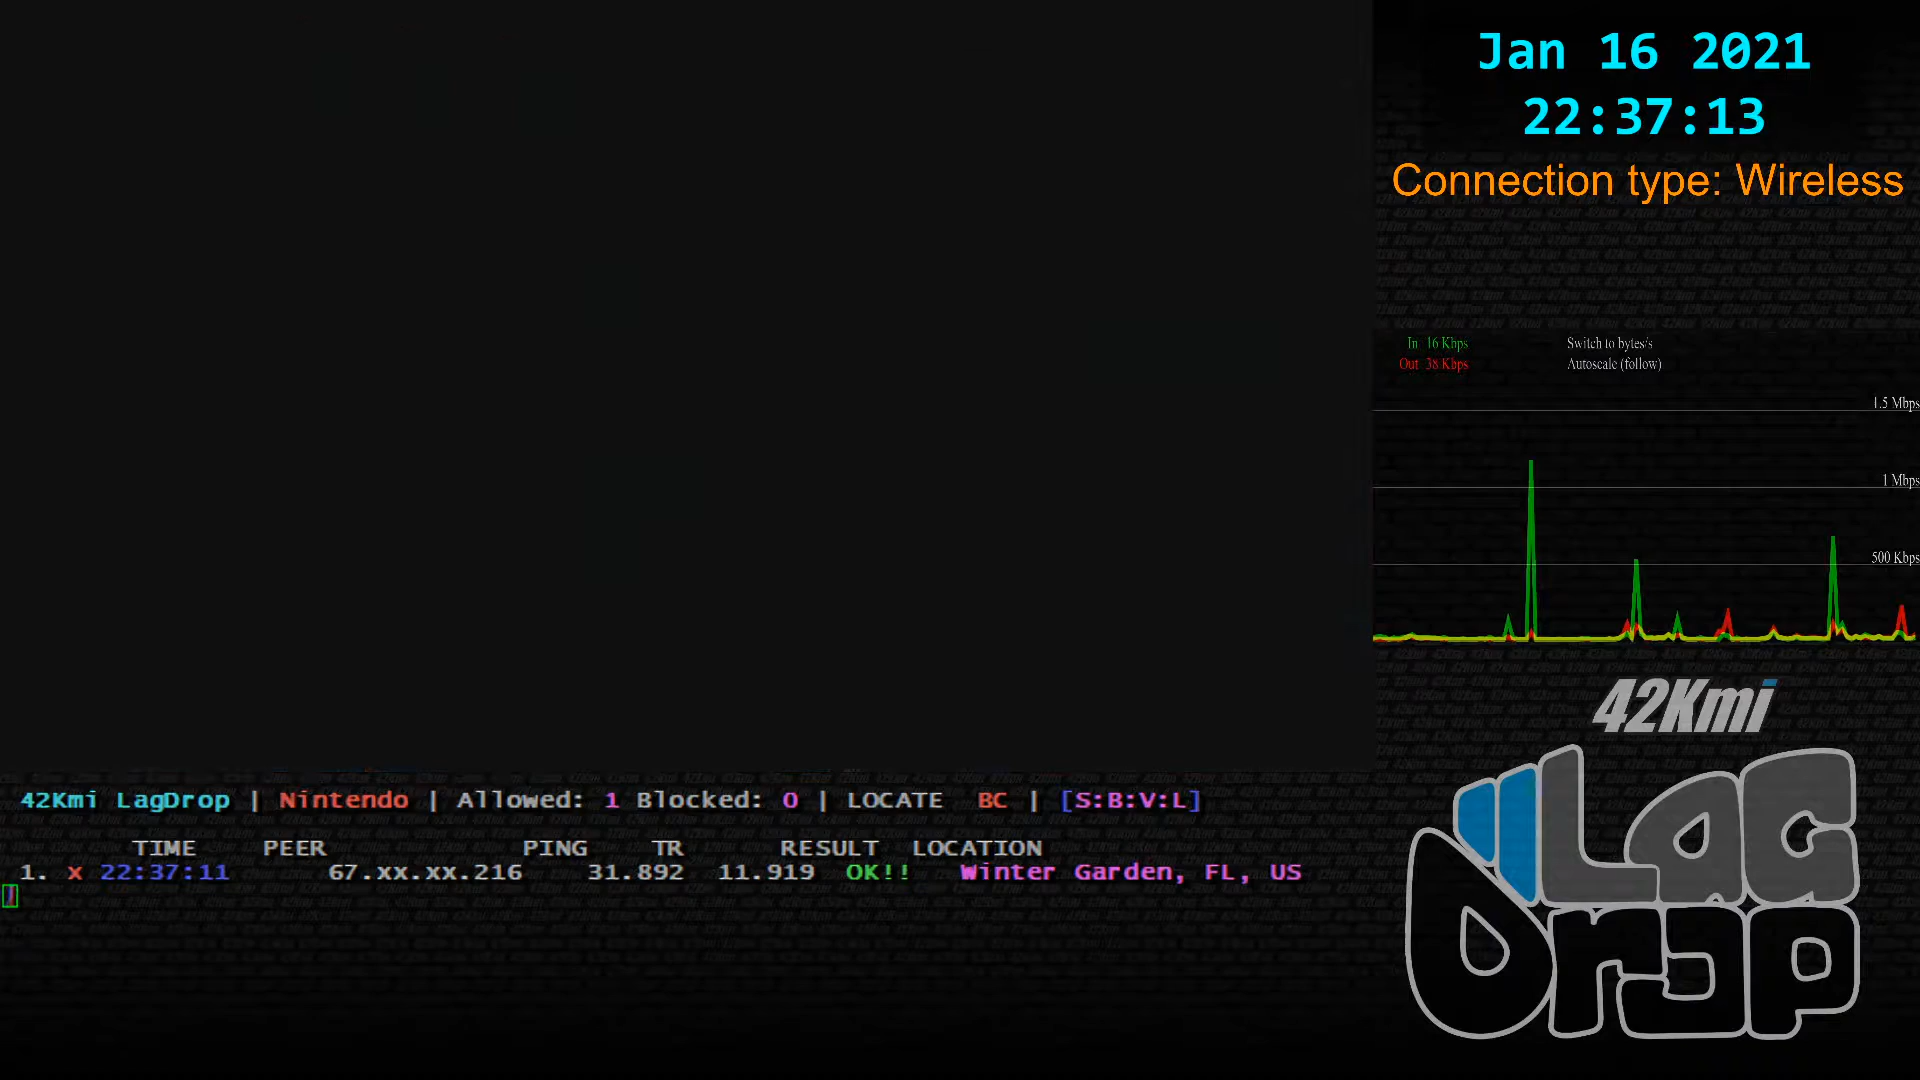 Jan 16 2021
22:37:13
Connection type: Wireless
In 16 Kbps
Out 38 Kbps
Switch to bytes/s
Autoscale (follow)
1.5 Mbps
1 Mbps
500 Kbps
42Kmi
LAG
Drop
42Kmi LagDrop | Nintendo | Allowed: 1 Blocked: 0 | LOCATE BC | [S:B:V:L]
TIME PEER PING TR RESULT LOCATION
1. x 22:37:11 67.xx.xx.216 31.892 11.919 OK!! Winter Garden, FL, US